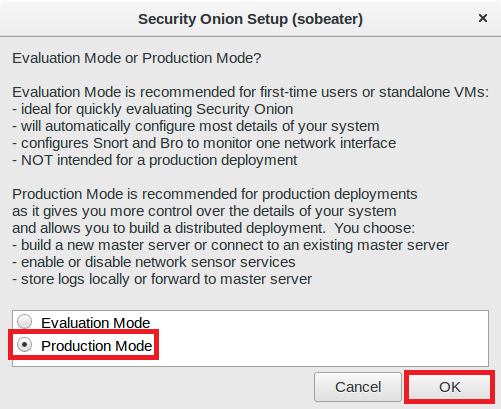 Security Onion Setup (sobeater)
Evaluation Mode or Production Mode?
Evaluation Mode is recommended for first-time users or standalone VMs:
- ideal for quickly evaluating Security Onion
- will automatically configure most details of your system
- configures Snort and Bro to monitor one network interface
- NOT intended for a production deployment
Production Mode is recommended for production deployments
as it gives you more control over the details of your system
and allows you to build a distributed deployment.  You choose:
- build a new master server or connect to an existing master server
- enable or disable network sensor services
- store logs locally or forward to master server
Evaluation Mode
Production Mode
Cancel
OK